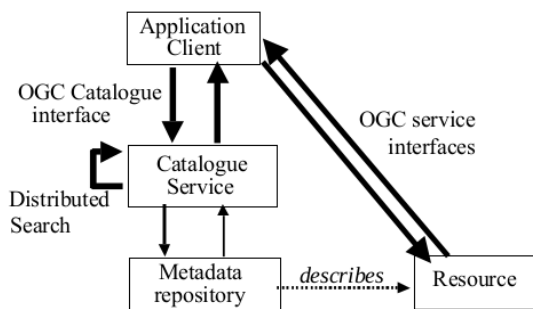 Application
Client
OGC Catalogue
interface
OGC service
interfaces
Catalogue
Service
Distributed
Search
Metadata
repository
describes
Resource